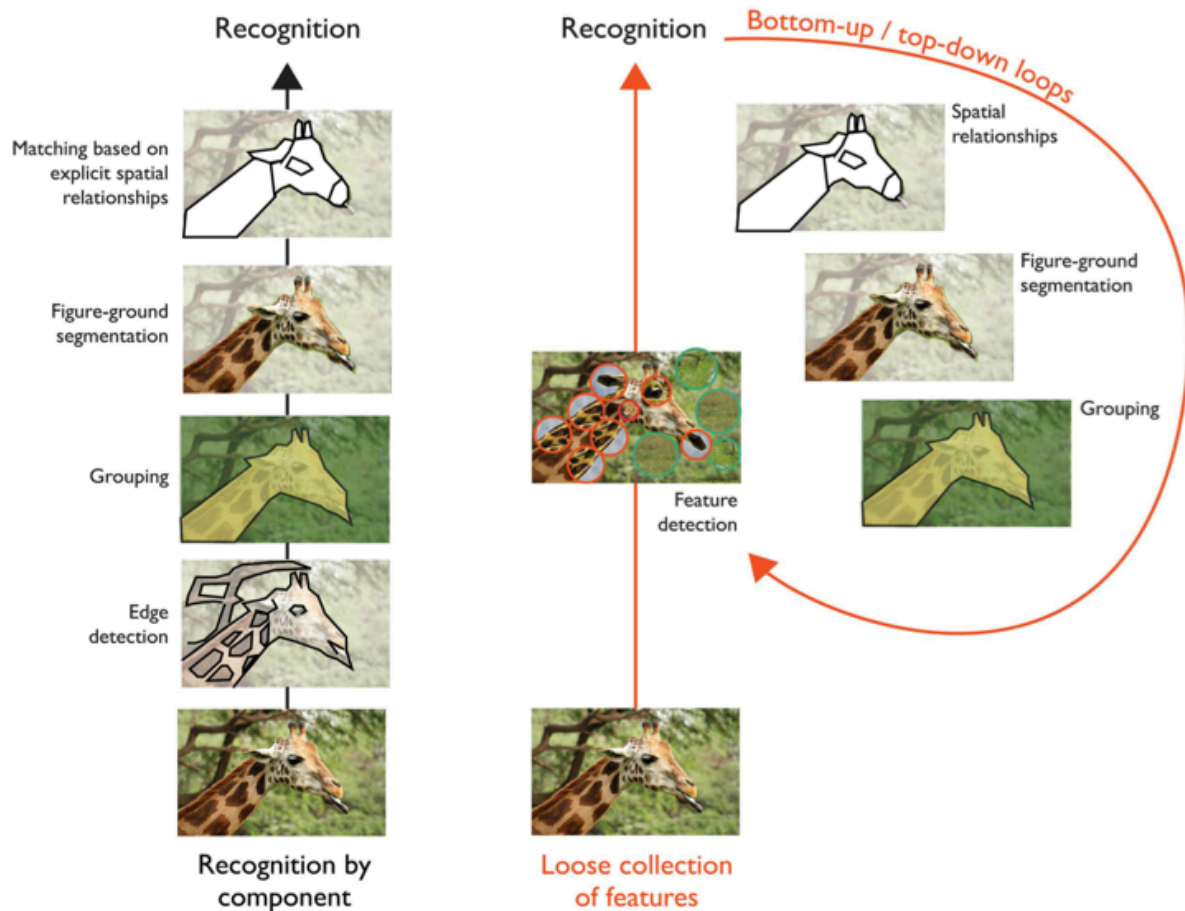 Recognition
Matching based on
explicit spatial
relationships
Figure-ground
segmentation
Grouping
Edge
detection
Recognition by
component
Recognition
Bottom-up / top-down loops
Spatial
relationships
Figure-ground
segmentation
Grouping
Feature
detection
Loose collection
of features